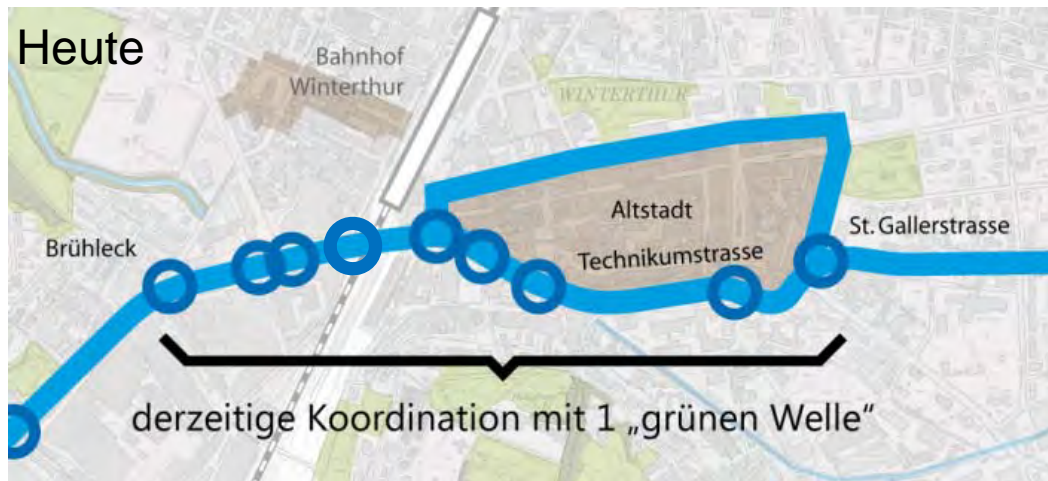 Heute
Bahnhof
Winterthur
WINTERTHUR
Altstadt
Brühleck
St. Gallerstrasse
Technikumstrasse
derzeitige Koordination mit 1 „grünen Welle“